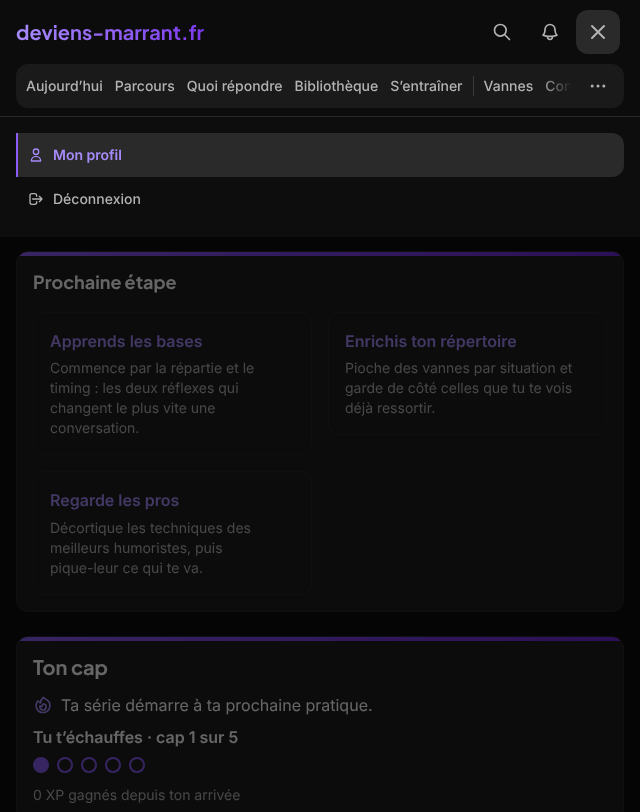 deviens-marrant.fr
Aujourd’hui Parcours Quoi répondre Bibliothèque S’entraîner Vannes
Mon profil
Déconnexion
Prochaine étape
Apprends les bases
Commence par la répartie et le
timing : les deux réflexes qui
changent le plus vite une
conversation.
Enrichis ton répertoire
Pioche des vannes par situation et
garde de côté celles que tu te vois
déjà ressortir.
Regarde les pros
Décortique les techniques des
meilleurs humoristes, puis
pique-leur ce qui te va.
Ton cap
Ta série démarre à ta prochaine pratique.
Tu t’échauffes · cap 1 sur 5
0 XP gagnés depuis ton arrivée